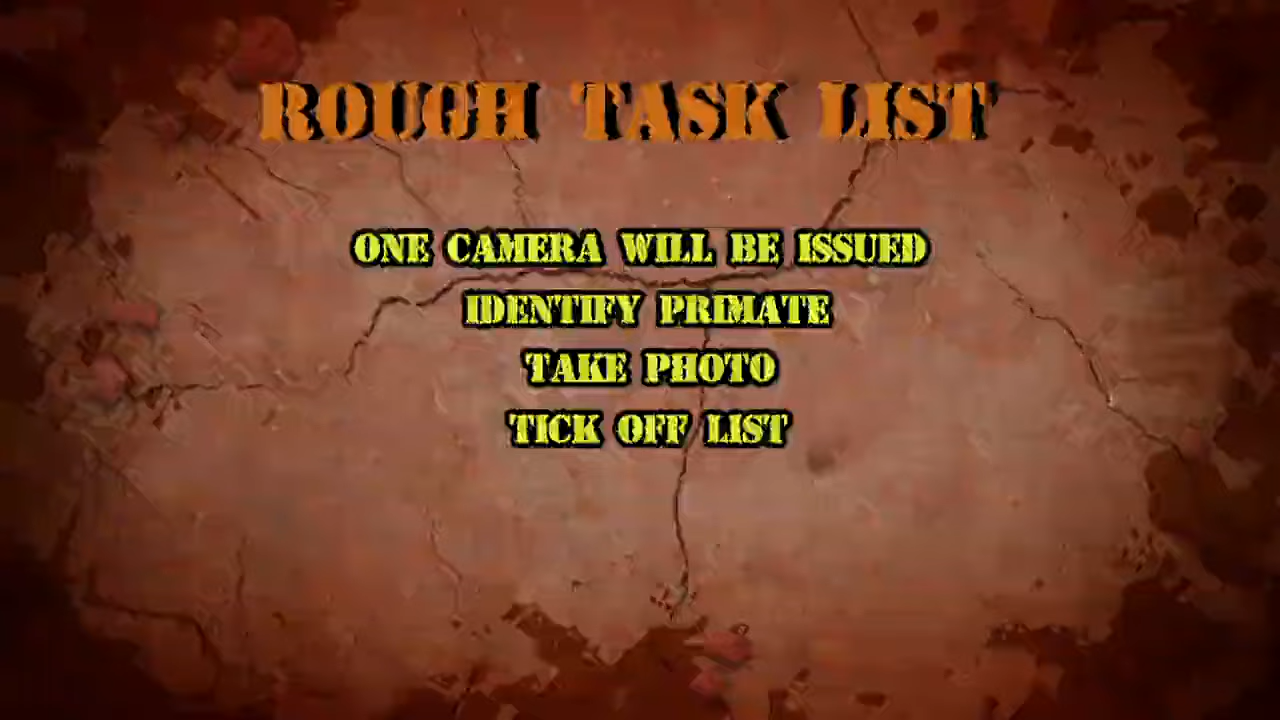 ROUGH TASK LIST
ONE CAMERA WILL BE ISSUED
IDENTIFY PRIMATE
TAKE PHOTO
TICK OFF LIST